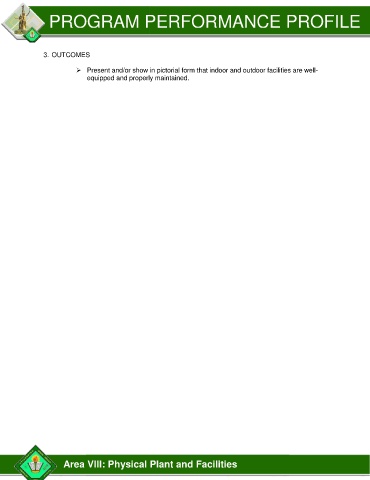 PROGRAM PERFORMANCE PROFILE
3. OUTCOMES
➢ Present and/or show in pictorial form that indoor and outdoor facilities are well-
equipped and properly maintained.
Area VIII: Physical Plant and Facilities